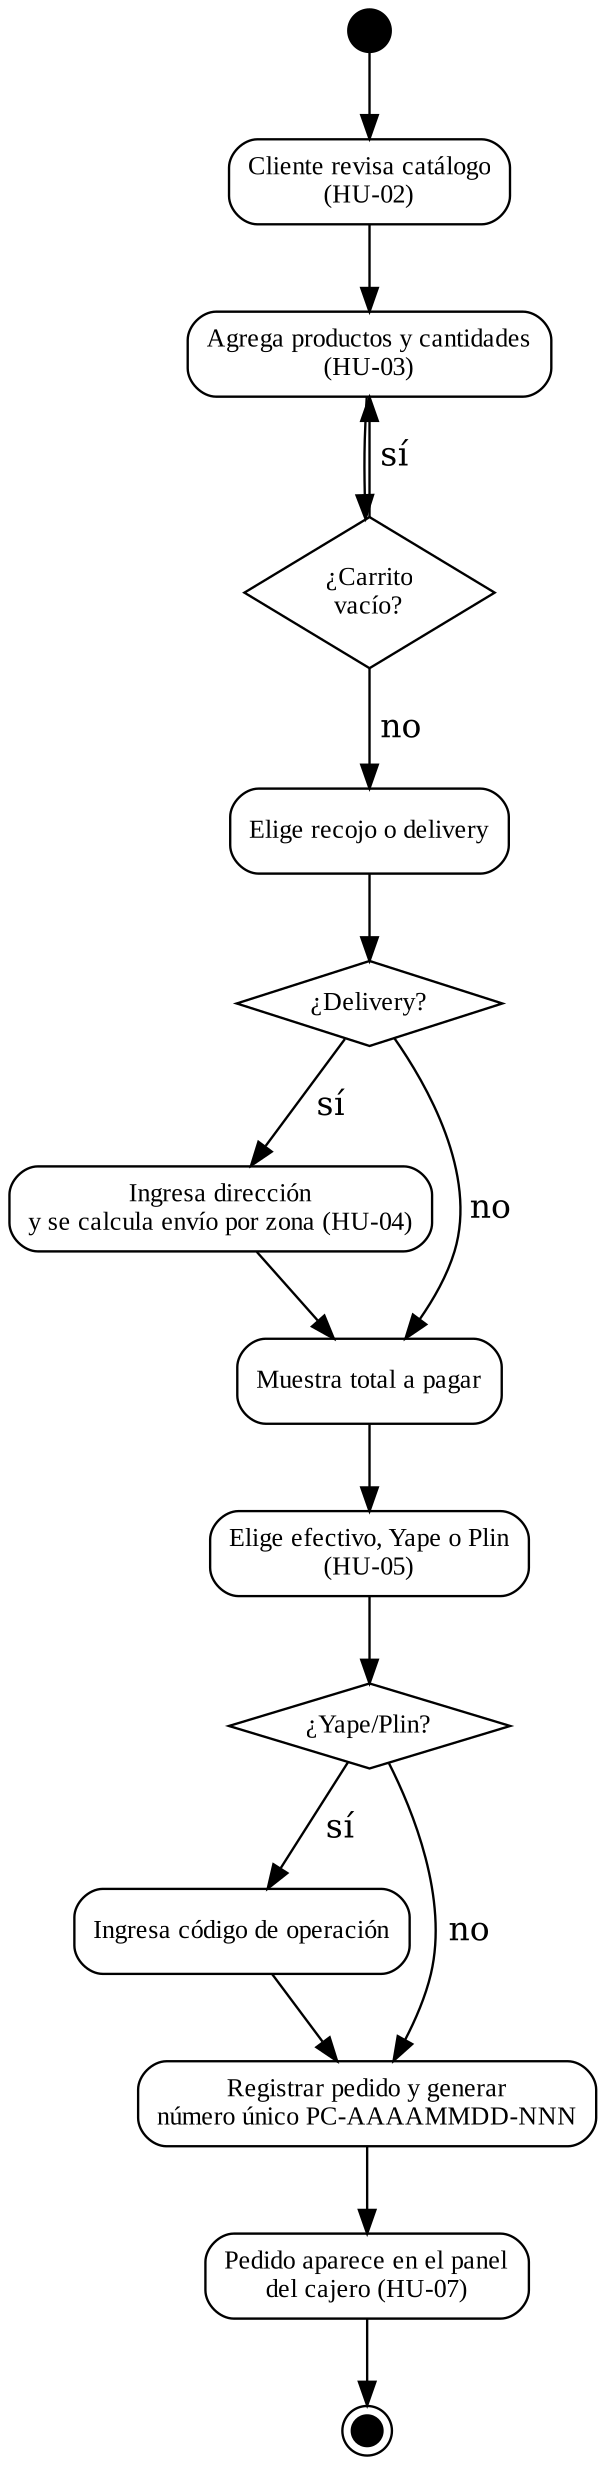 Cliente revisa catálogo
(HU-02)
Agrega productos y cantidades
(HU-03)
sí
¿Carrito
vacío?
no
Elige recojo o delivery
¿Delivery?
sí
Ingresa dirección
y se calcula envío por zona (HU-04)
no
Muestra total a pagar
Elige efectivo, Yape o Plin
(HU-05)
¿Yape/Plin?
sí
Ingresa código de operación
no
Registrar pedido y generar
número único PC-AAAAMMDD-NNN
Pedido aparece en el panel
del cajero (HU-07)